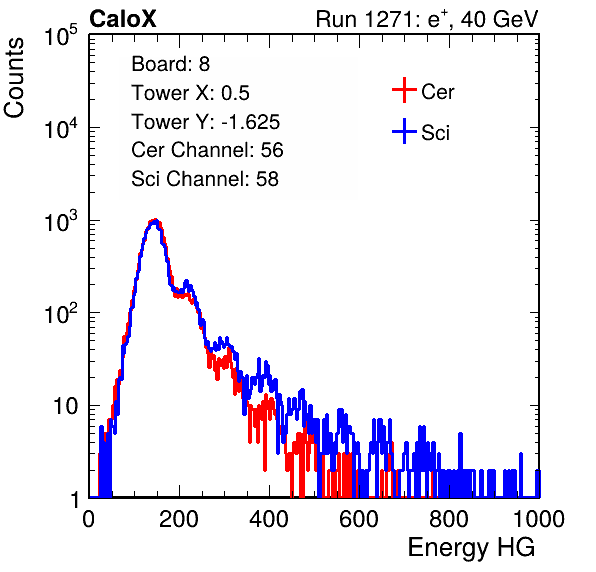 CaloX
Run 1271: e⁺, 40 GeV
Counts
Board: 8
Tower X: 0.5
Tower Y: -1.625
Cer Channel: 56
Sci Channel: 58
Cer
Sci
10⁵
10⁴
10³
10²
10
1
0 200 400 600 800 1000
Energy HG